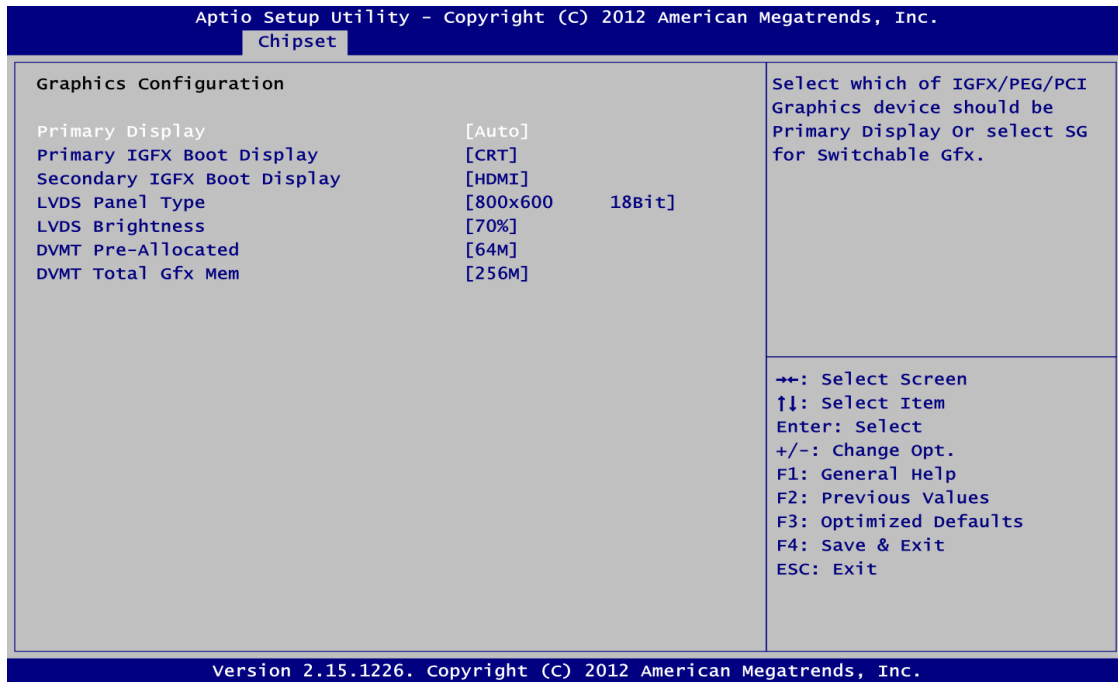 Aptio Setup Utility - Copyright (C) 2012 American Megatrends, Inc.
Chipset
Graphics Configuration
Primary Display [Auto]
Primary IGFX Boot Display [CRT]
Secondary IGFX Boot Display [HDMI]
LVDS Panel Type [800x600 18Bit]
LVDS Brightness [70%]
DVMT Pre-Allocated [64M]
DVMT Total Gfx Mem [256M]
Select which of IGFX/PEG/PCI
Graphics device should be
Primary Display Or select SG
for Switchable Gfx.
→←: Select Screen
↑↓: Select Item
Enter: Select
+/-: Change Opt.
F1: General Help
F2: Previous Values
F3: Optimized Defaults
F4: Save & Exit
ESC: Exit
Version 2.15.1226. Copyright (C) 2012 American Megatrends, Inc.